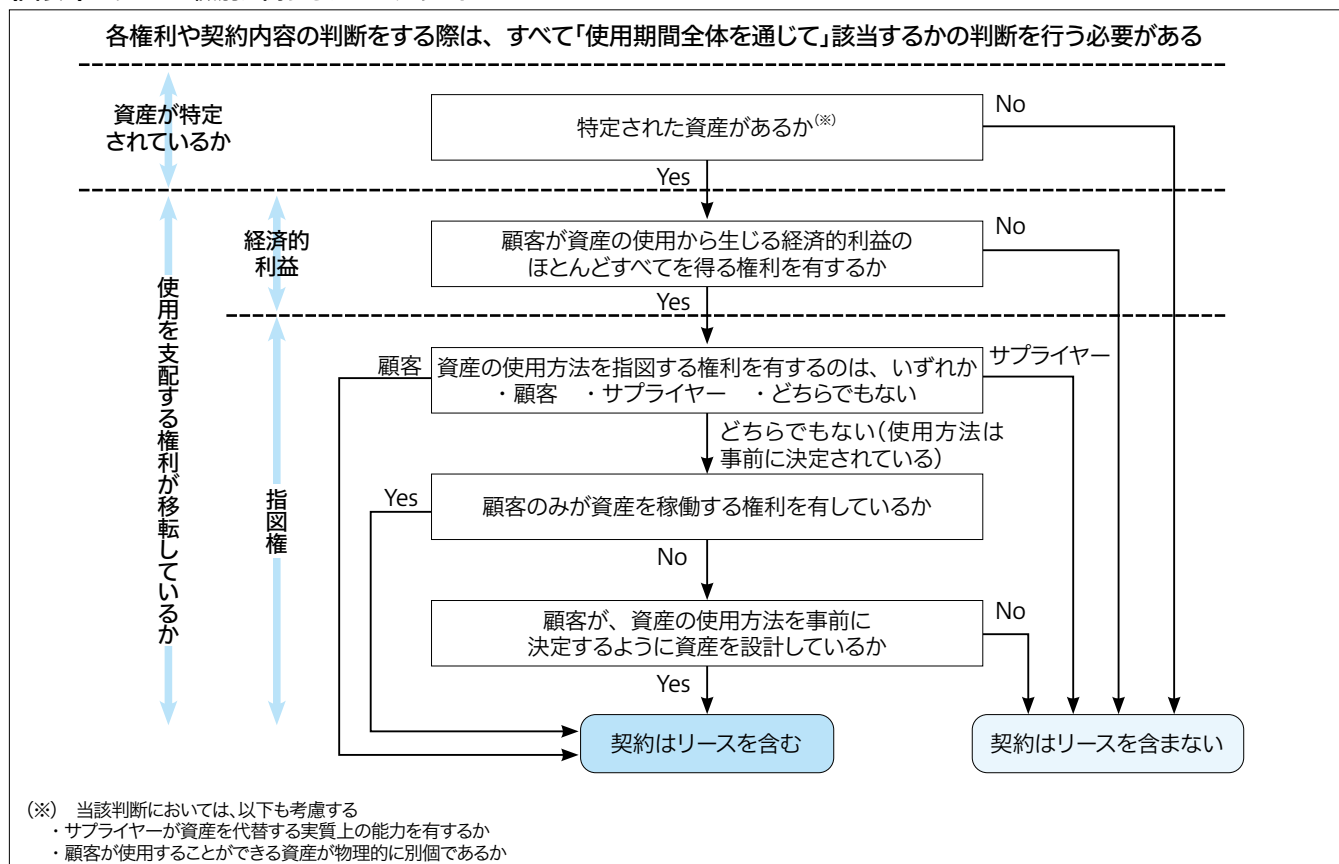 各権利や契約内容の判断をする際は、すべて「使用期間全体を通じて」該当するかの判断を行う必要がある
資産が特定
されているか
特定された資産があるか(※)
No
Yes
使用を支配する権利が移転しているか
経済的
利益
顧客が資産の使用から生じる経済的利益の
ほとんどすべてを得る権利を有するか
No
Yes
指図権
顧客
資産の使用方法を指図する権利を有するのは、いずれか
・顧客 ・サプライヤー ・どちらでもない
サプライヤー
どちらでもない(使用方法は
事前に決定されている)
Yes
顧客のみが資産を稼働する権利を有しているか
No
顧客が、資産の使用方法を事前に
決定するように資産を設計しているか
No
Yes
契約はリースを含む
契約はリースを含まない
(※) 当該判断においては、以下も考慮する
・サプライヤーが資産を代替する実質上の能力を有するか
・顧客が使用することができる資産が物理的に別個であるか